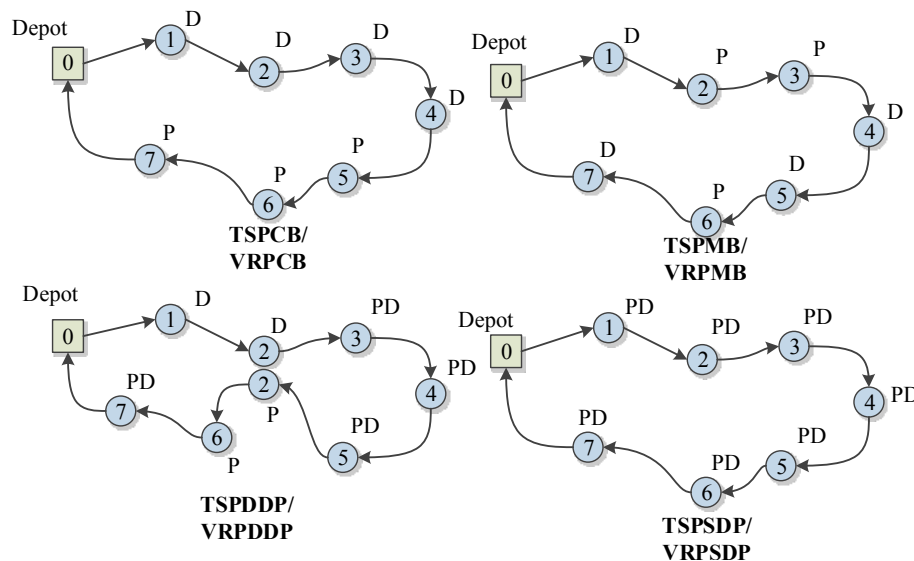 Depot
0
1
D
2
D
3
D
4
D
5
P
6
P
7
P
TSPCB/
VRPCB
Depot
0
1
D
2
P
3
P
4
D
5
D
6
P
7
D
TSPMB/
VRPMB
Depot
0
1
D
2
D
3
PD
4
PD
5
PD
2
P
6
P
7
PD
TSPDDP/
VRPDDP
Depot
0
1
PD
2
PD
3
PD
4
PD
5
PD
6
PD
7
PD
TSPSDP/
VRPSDP